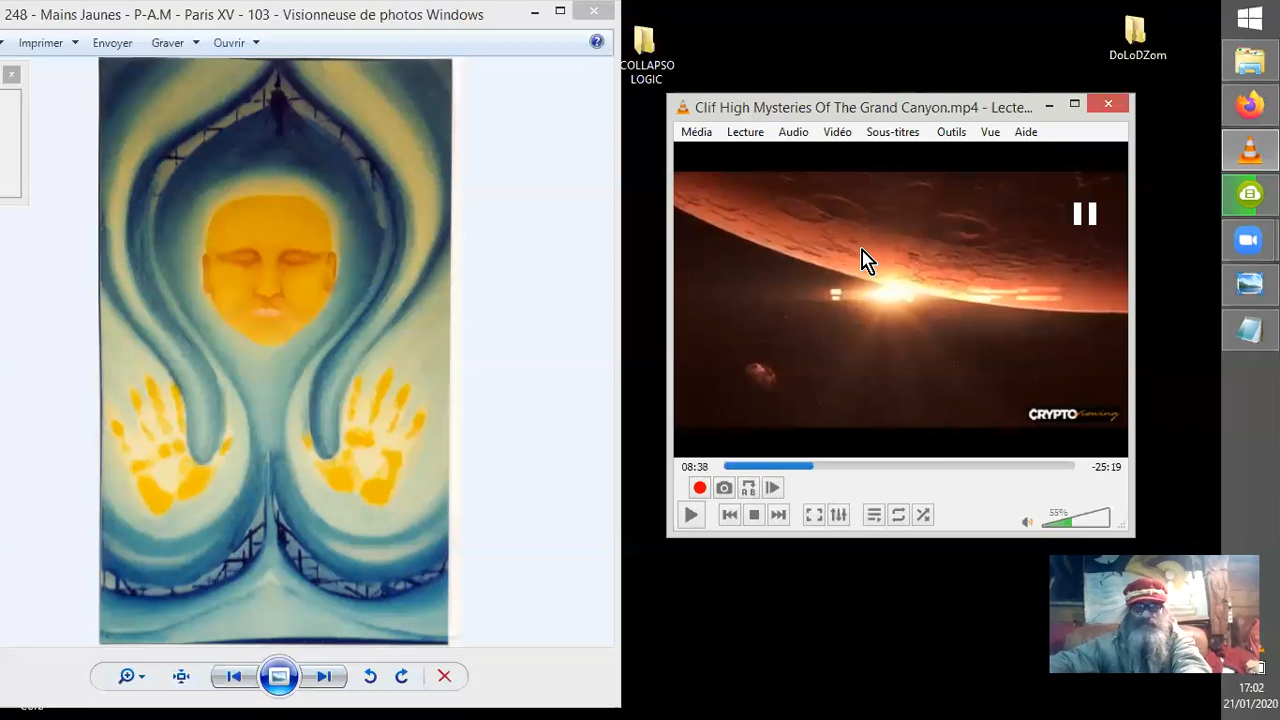 248 - Mains Jaunes - P-A.M - Paris XV - 103 - Visionneuse de photos Windows
Imprimer Envoyer Graver Ouvrir
COLLAPSO
LOGIC
DoLoDZom
Clif High Mysteries Of The Grand Canyon.mp4 - Lecte...
Média Lecture Audio Vidéo Sous-titres Outils Vue Aide
CRYPTO Viewing
08:38 -25:19
55%
17:02
21/01/2020